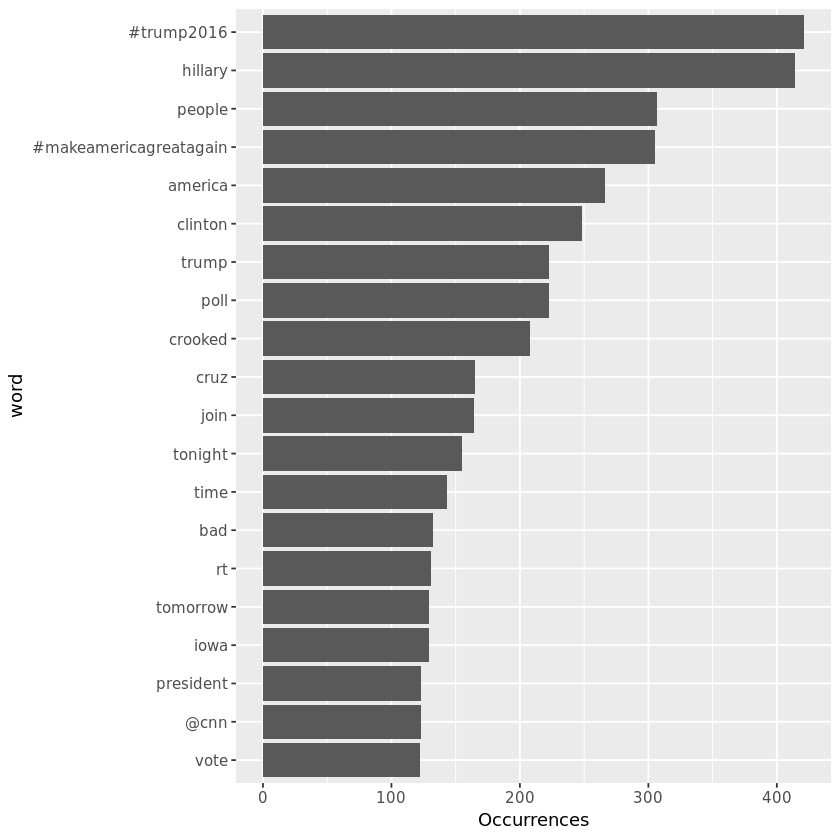 #trump2016
hillary
people
#makeamericagreatagain
america
clinton
trump
poll
crooked
cruz
join
tonight
time
bad
rt
tomorrow
iowa
president
@cnn
vote
word
0 100 200 300 400
Occurrences